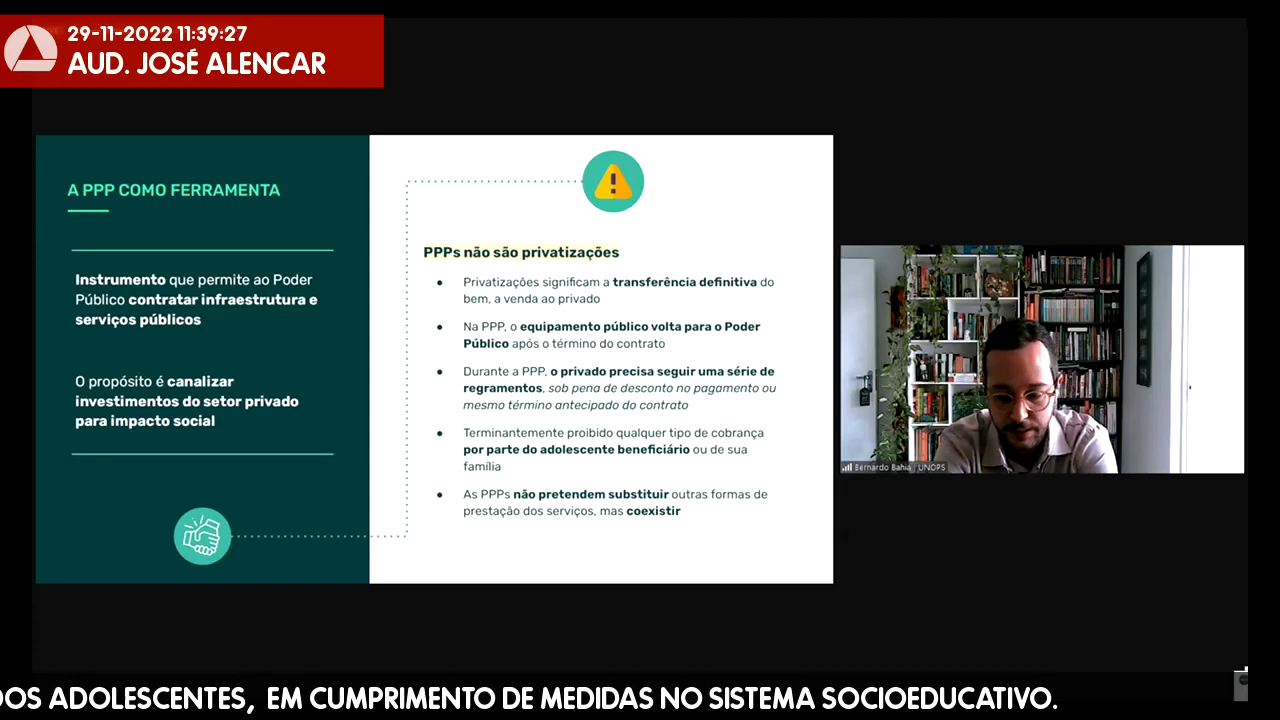 29-11-2022 11:39:27
AUD. JOSÉ ALENCAR
A PPP COMO FERRAMENTA
Instrumento que permite ao Poder
Público contratar infraestrutura e
serviços públicos
O propósito é canalizar
investimentos do setor privado
para impacto social
PPPs não são privatizações
● Privatizações significam a transferência definitiva do
bem, a venda ao privado
● Na PPP, o equipamento público volta para o Poder
Público após o término do contrato
● Durante a PPP, o privado precisa seguir uma série de
regramentos, sob pena de desconto no pagamento ou
mesmo término antecipado do contrato
● Terminantemente proibido qualquer tipo de cobrança
por parte do adolescente beneficiário ou de sua
família
● As PPPs não pretendem substituir outras formas de
prestação dos serviços, mas coexistir
Bernardo Bahia | UNOPS
DOS ADOLESCENTES, EM CUMPRIMENTO DE MEDIDAS NO SISTEMA SOCIOEDUCATIVO.